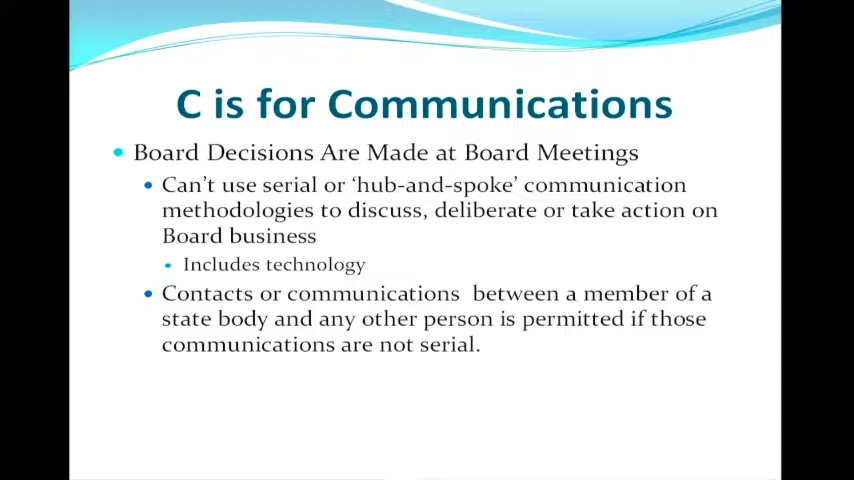 C is for Communications
Board Decisions Are Made at Board Meetings
Can't use serial or 'hub-and-spoke' communication
methodologies to discuss, deliberate or take action on
Board business
Includes technology
Contacts or communications  between a member of a
state body and any other person is permitted if those
communications are not serial.